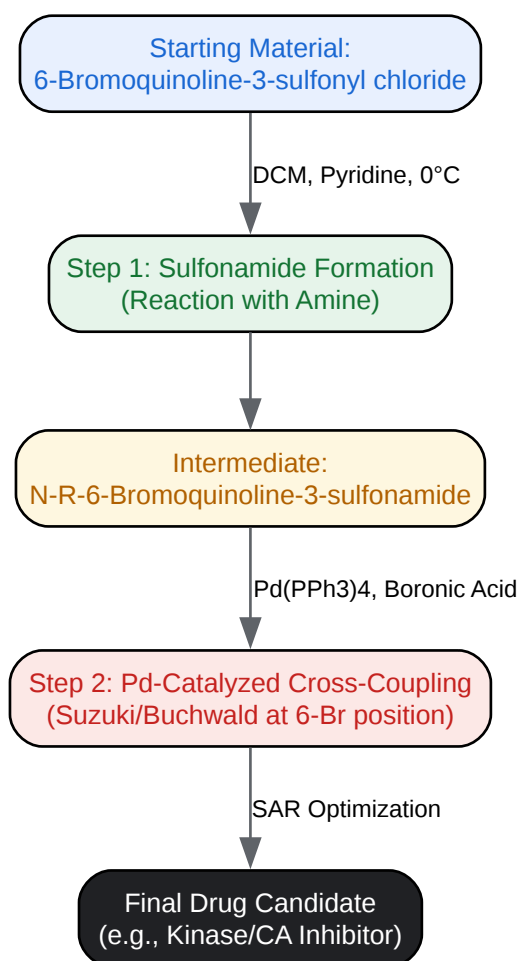 Starting Material:
6-Bromoquinoline-3-sulfonyl chloride
DCM, Pyridine, 0°C
Step 1: Sulfonamide Formation
(Reaction with Amine)
Intermediate:
N-R-6-Bromoquinoline-3-sulfonamide
Pd(PPh3)4, Boronic Acid
Step 2: Pd-Catalyzed Cross-Coupling
(Suzuki/Buchwald at 6-Br position)
SAR Optimization
Final Drug Candidate
(e.g., Kinase/CA Inhibitor)